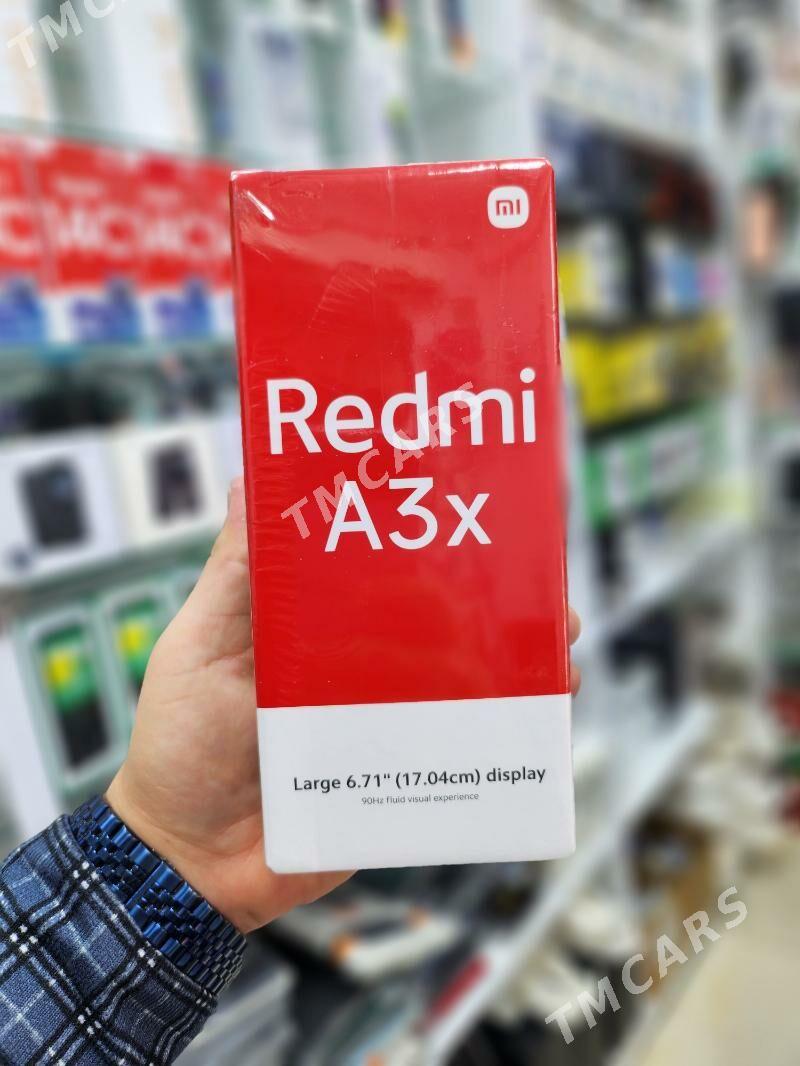 TMCARS
mi
Redmi
A3x
TMCARS
Large 6.71" (17.04cm) display
90Hz fluid visual experience
TMCARS